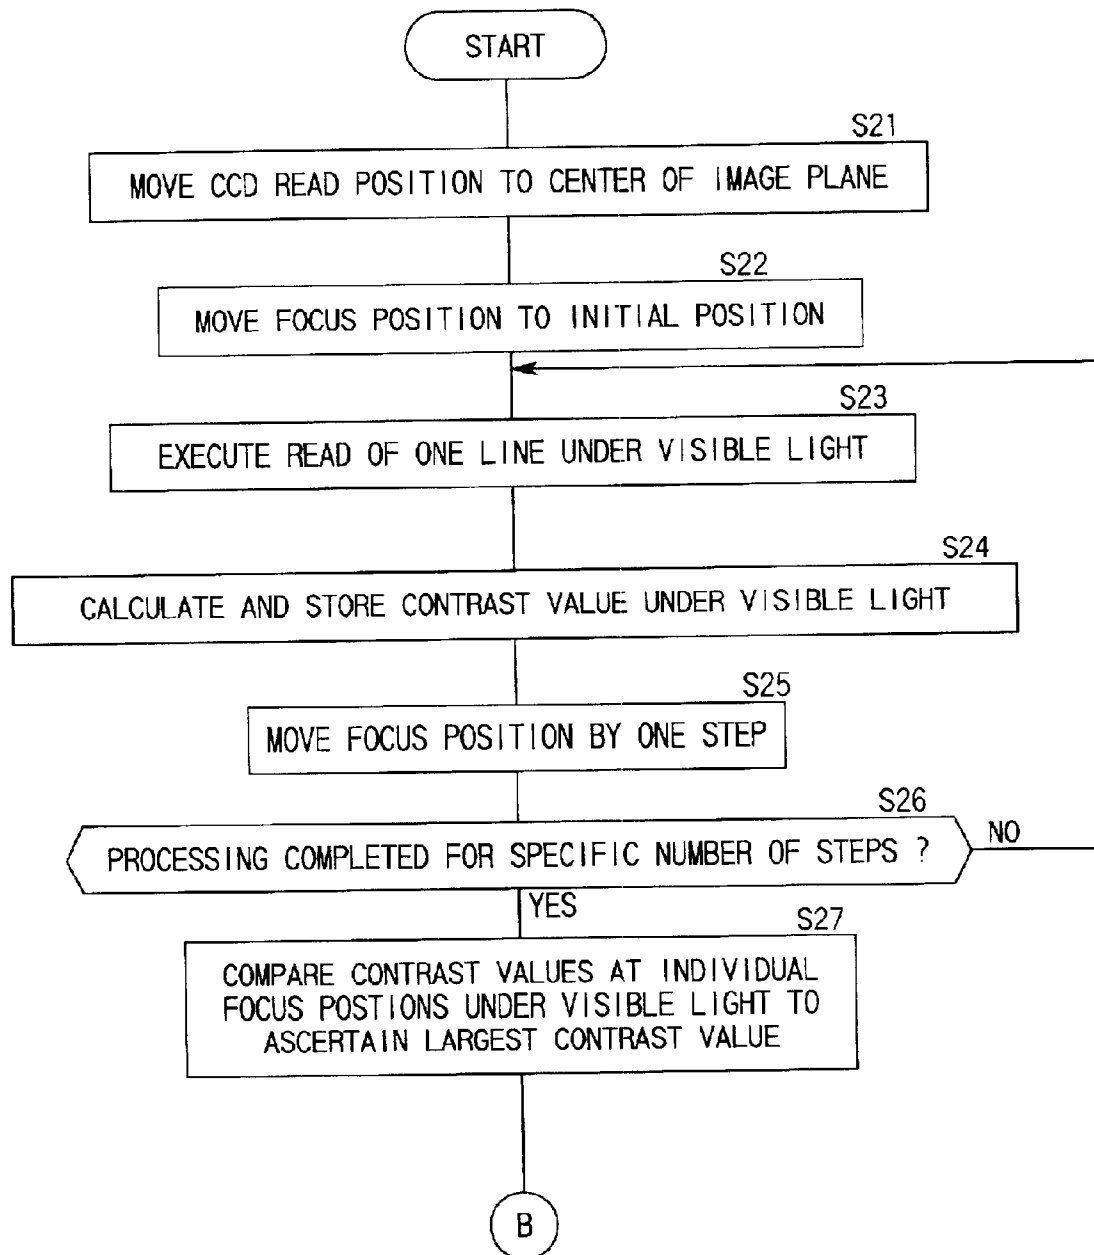 START
S21
MOVE CCD READ POSITION TO CENTER OF IMAGE PLANE
S22
MOVE FOCUS POSITION TO INITIAL POSITION
S23
EXECUTE READ OF ONE LINE UNDER VISIBLE LIGHT
S24
CALCULATE AND STORE CONTRAST VALUE UNDER VISIBLE LIGHT
S25
MOVE FOCUS POSITION BY ONE STEP
S26
PROCESSING COMPLETED FOR SPECIFIC NUMBER OF STEPS ?
NO
YES
S27
COMPARE CONTRAST VALUES AT INDIVIDUAL
FOCUS POSTIONS UNDER VISIBLE LIGHT TO
ASCERTAIN LARGEST CONTRAST VALUE
B